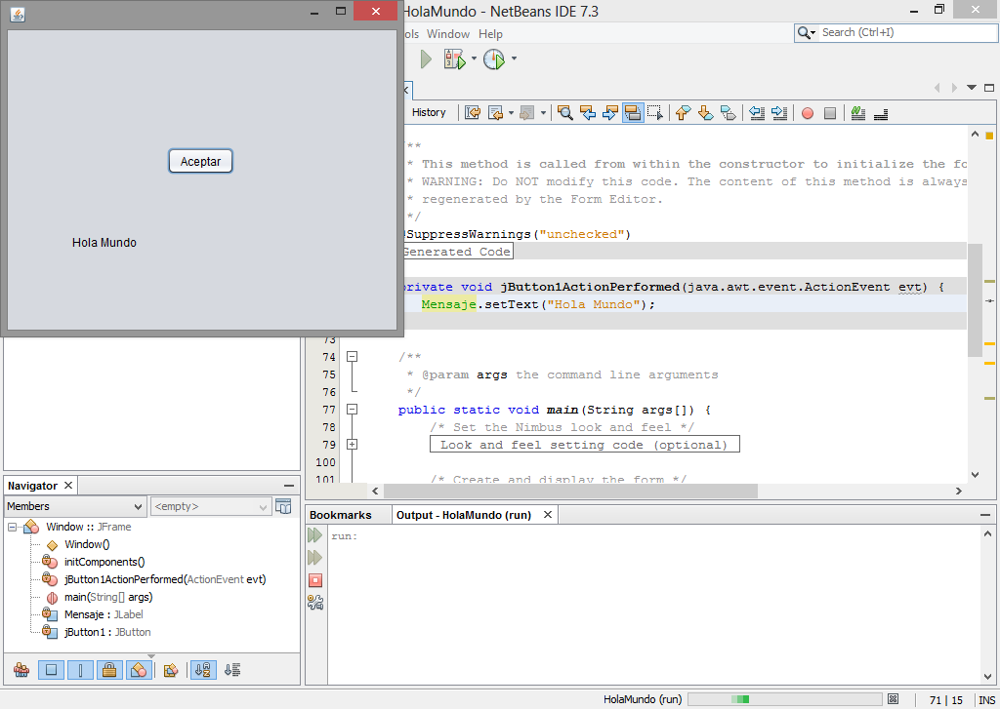 HolaMundo - NetBeans IDE 7.3
ols Window Help
Search (Ctrl+I)
History
Aceptar
Hola Mundo
**
* This method is called from within the constructor to initialize the fo
* WARNING: Do NOT modify this code. The content of this method is always
* regenerated by the Form Editor.
*/
@SuppressWarnings("unchecked")
Generated Code
private void jButton1ActionPerformed(java.awt.event.ActionEvent evt) {
Mensaje.setText("Hola Mundo");
73
74 /**
75 * @param args the command line arguments
76 */
77 public static void main(String args[]) {
78 /* Set the Nimbus look and feel */
79 Look and feel setting code (optional)
100
101 /* Create and display the form */
Navigator
Members
<empty>
Window :: JFrame
Window()
initComponents()
jButton1ActionPerformed(ActionEvent evt)
main(String[] args)
Mensaje : JLabel
jButton1 : JButton
Bookmarks
Output - HolaMundo (run)
run:
HolaMundo (run)
71 | 15
INS